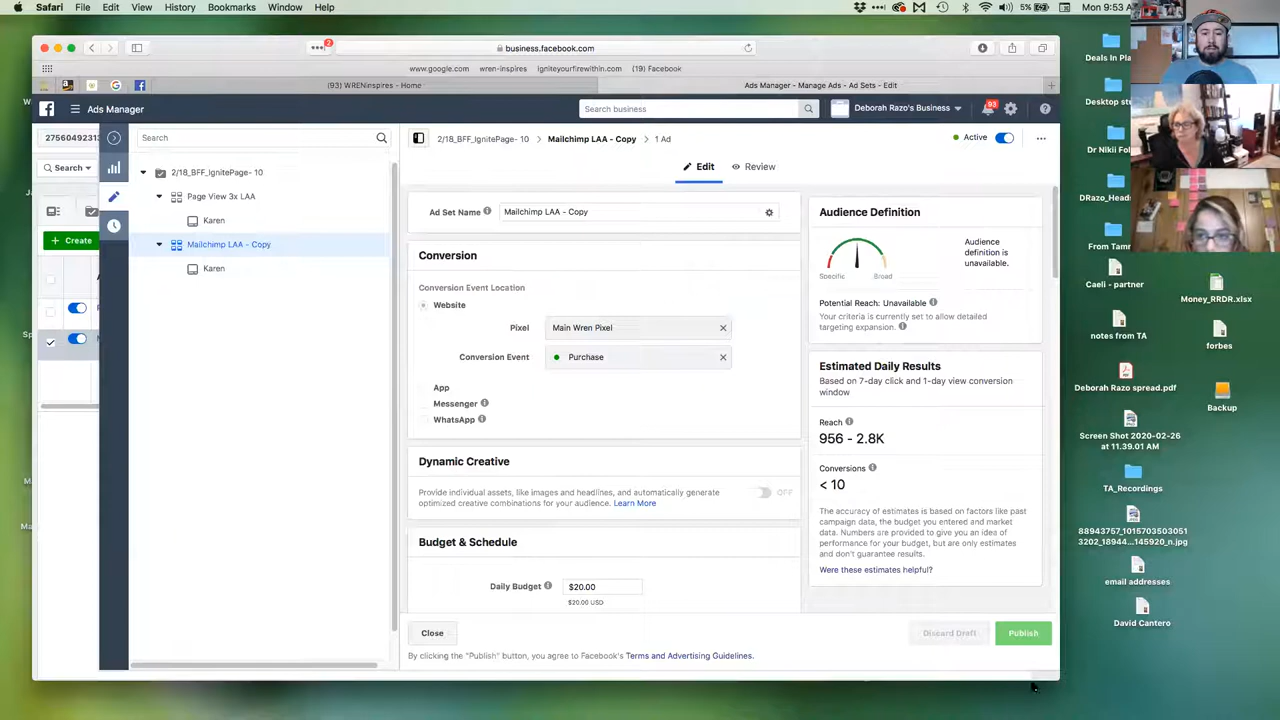 Safari File Edit View History Bookmarks Window Help
5%
Mon 9:53
2
business.facebook.com
www.google.com wren-inspires igniteyourfirewithin.com (19) Facebook
(93) WRENinspires - Home
Ads Manager - Manage Ads - Ad Sets - Edit
Ads Manager
Search business
Deborah Razo's Business
93
27560492313
Search
2/18_BFF_IgnitePage- 10
Mailchimp LAA - Copy
1 Ad
Active
Search
Edit
Review
2/18_BFF_IgnitePage- 10
Page View 3x LAA
Karen
Mailchimp LAA - Copy
Karen
Create
Ad Set Name
Mailchimp LAA - Copy
Conversion
Conversion Event Location
Website
Pixel
Main Wren Pixel
Conversion Event
Purchase
App
Messenger
WhatsApp
Dynamic Creative
Provide individual assets, like images and headlines, and automatically generate
optimized creative combinations for your audience. Learn More
OFF
Budget & Schedule
Daily Budget
$20.00
$20.00 USD
Close
Discard Draft
Publish
By clicking the "Publish" button, you agree to Facebook's Terms and Advertising Guidelines.
Audience Definition
Specific
Broad
Audience
definition is
unavailable.
Potential Reach: Unavailable
Your criteria is currently set to allow detailed
targeting expansion.
Estimated Daily Results
Based on 7-day click and 1-day view conversion
window
Reach
956 - 2.8K
Conversions
< 10
The accuracy of estimates is based on factors like past
campaign data, the budget you entered and market
data. Numbers are provided to give you an idea of
performance for your budget, but are only estimates
and don't guarantee results.
Were these estimates helpful?
Deals In Pla
Desktop stu
Dr Nikii Fol
DRazo_Heads
From Tamm
Caeli - partner
Money_RRDR.xlsx
notes from TA
forbes
Deborah Razo spread.pdf
Backup
Screen Shot 2020-02-26
at 11.39.01 AM
TA_Recordings
88943757_1015703503051
3202_18944...145920_n.jpg
email addresses
David Cantero